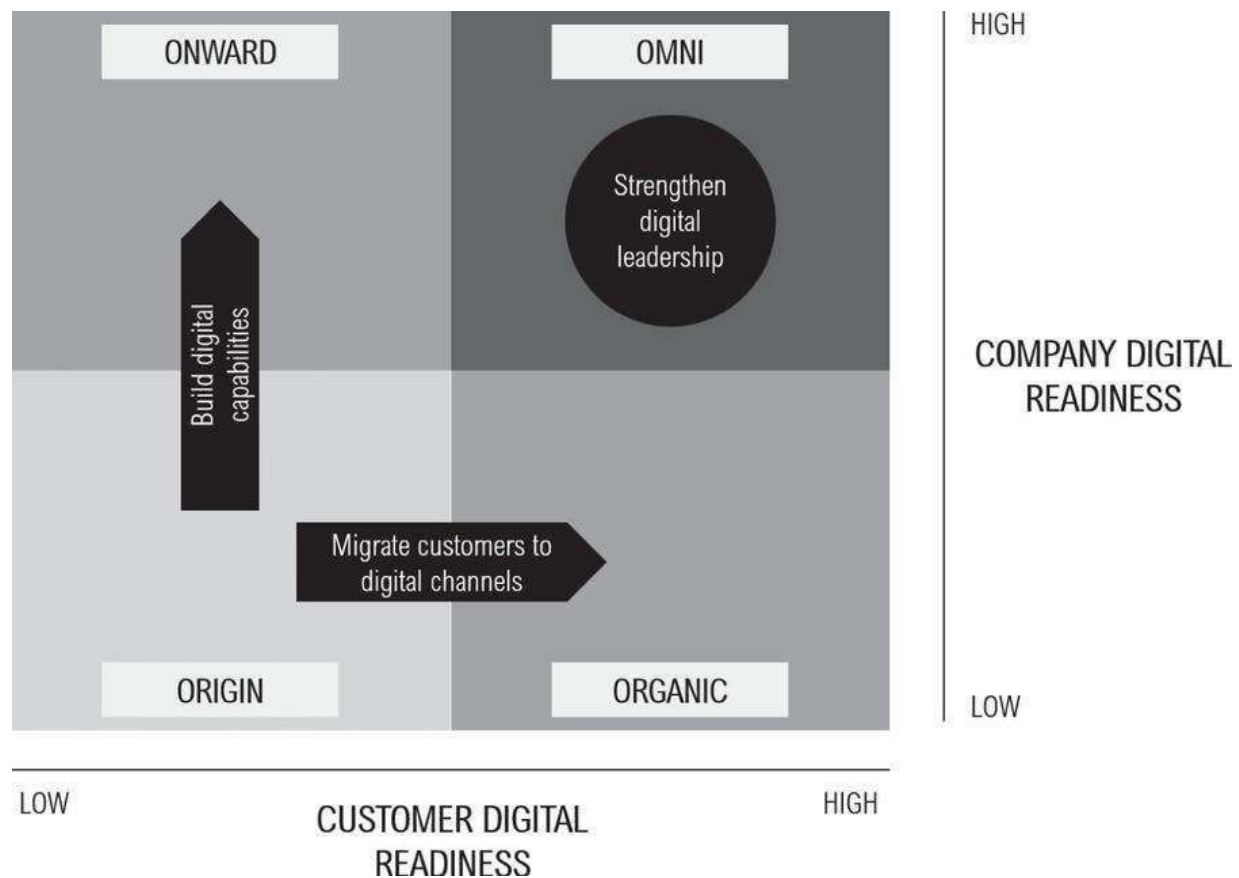 ONWARD
OMNI
HIGH
Strengthen
digital
leadership
Build digital
capabilities
COMPANY DIGITAL
READINESS
Migrate customers to
digital channels
ORIGIN
ORGANIC
LOW
LOW
HIGH
CUSTOMER DIGITAL
READINESS